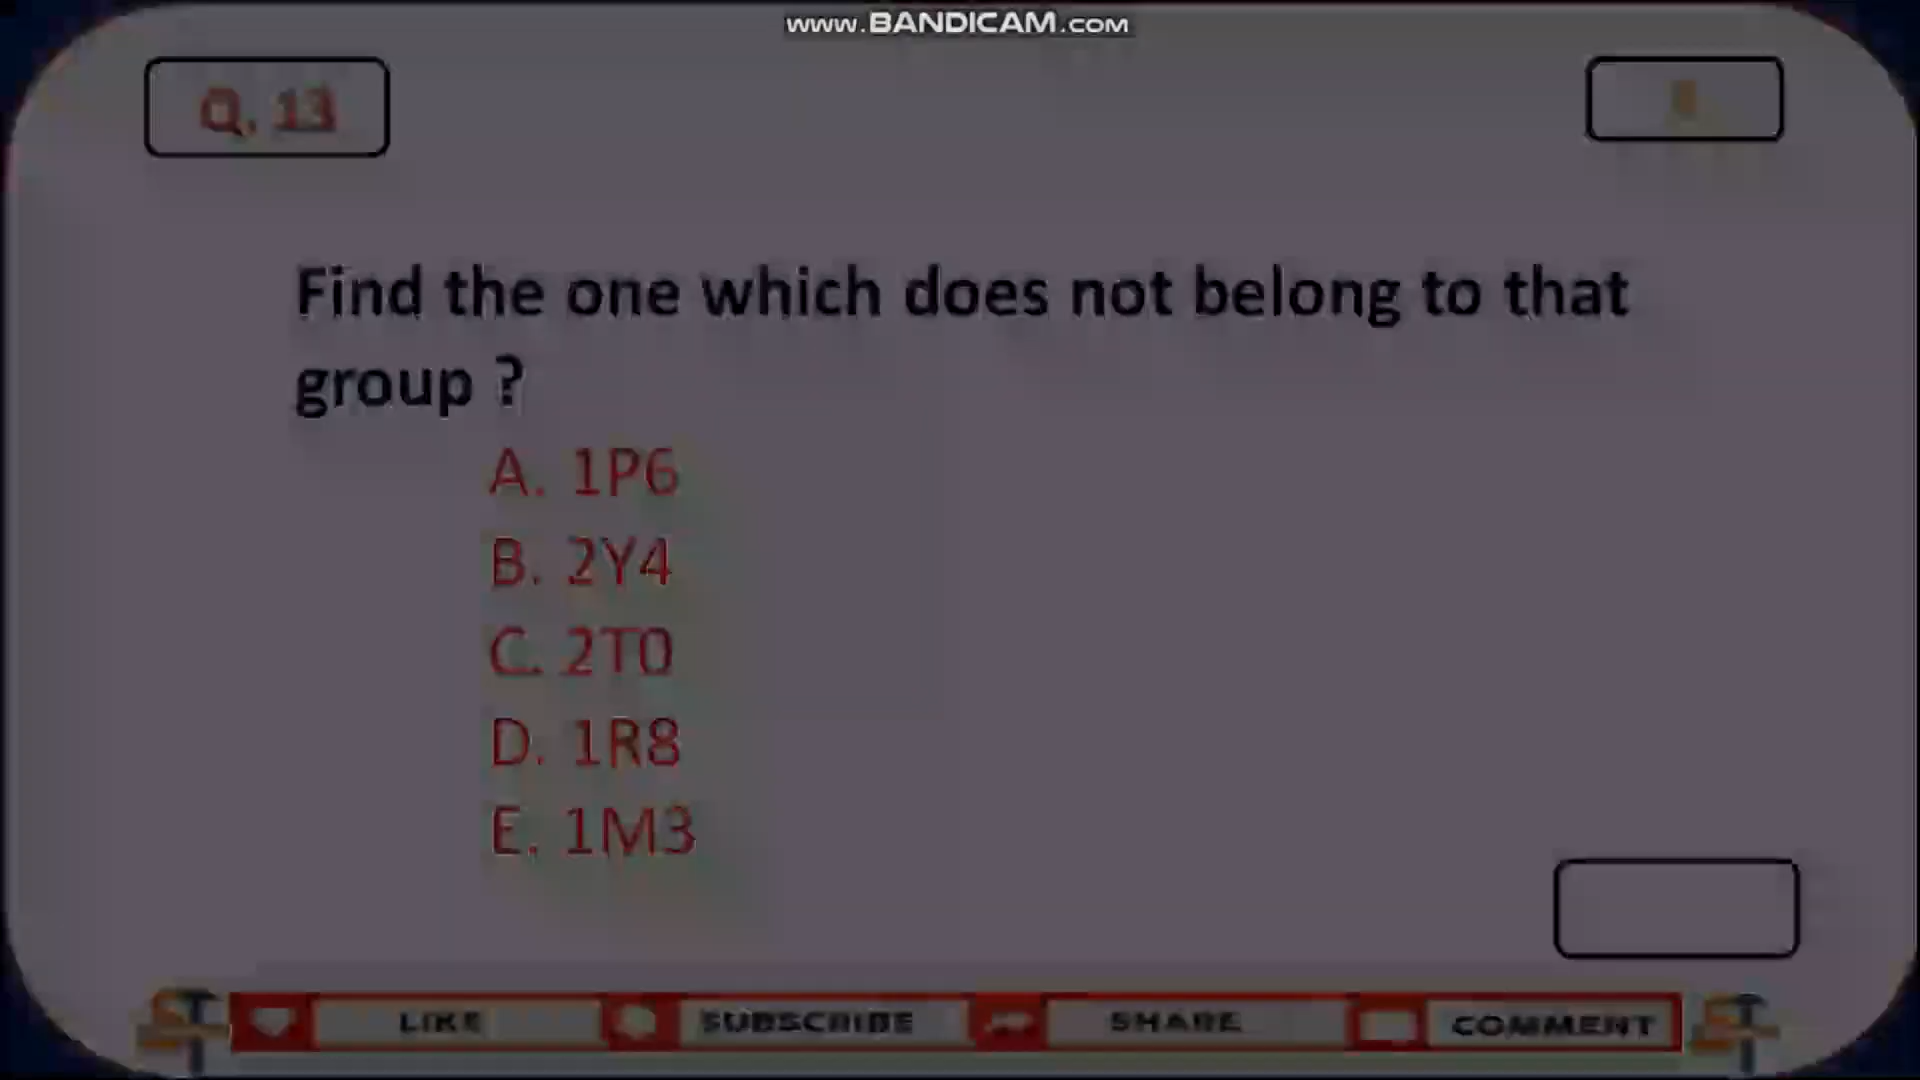 www.BANDICAM.com
Q. 13
Find the one which does not belong to that
group ?
A. 1P6
B. 2Y4
C. 2T0
D. 1R8
E. 1M3
LIKE
SUBSCRIBE
SHARE
COMMENT